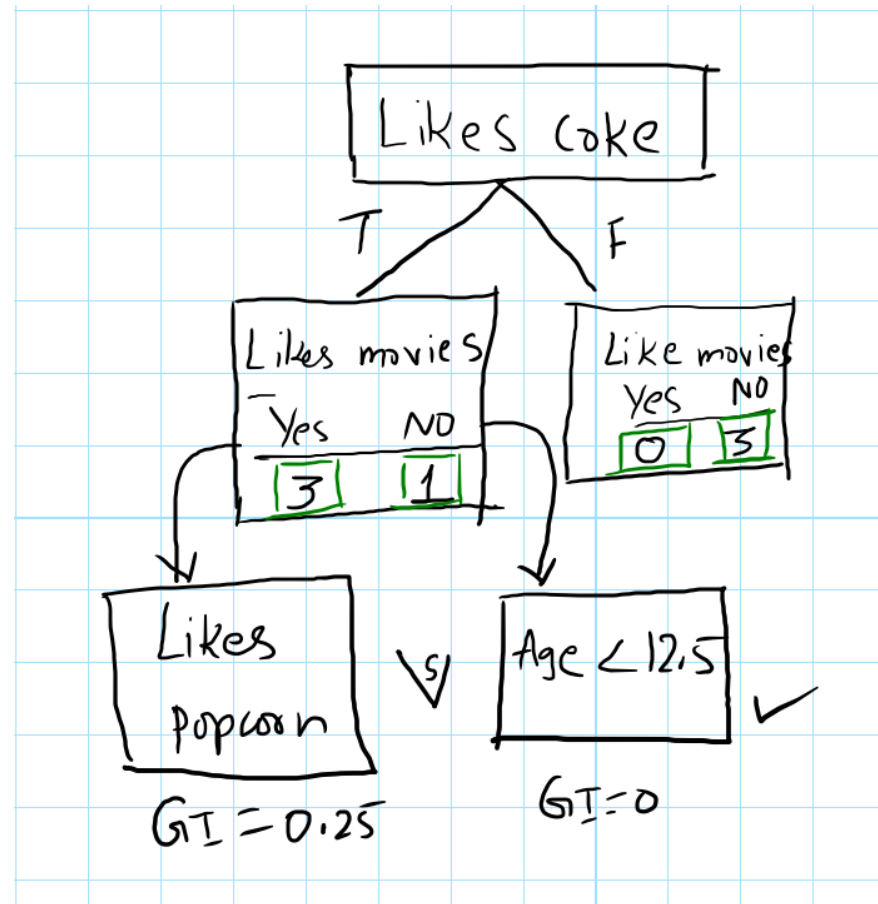 Likes coke
T
F
Likes movies
Yes NO
3 1
Like movies
Yes NO
0 3
Likes
popcorn
VS
Age < 12.5
GI = 0.25
GI = 0